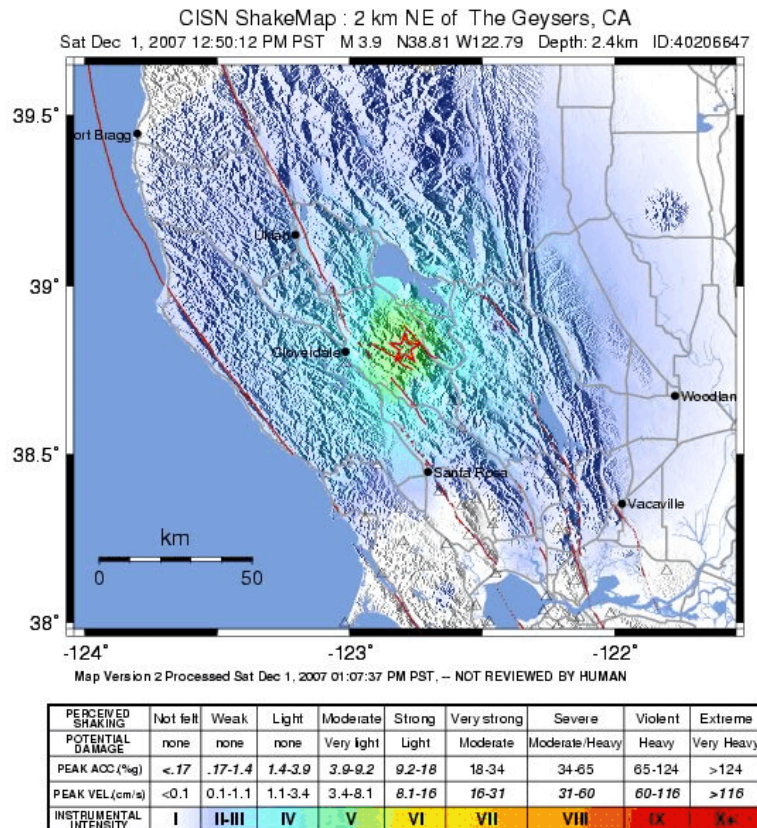 CISN ShakeMap : 2 km NE of The Geysers, CA
Sat Dec 1, 2007 12:50:12 PM PST M 3.9 N38.81 W122.79 Depth: 2.4km ID:40206647
39.5°
ort Bragg
Ukiah
39°
Cloverdale
Woodlan
38.5°
Santa Rosa
Vacaville
km
0 50
38°
-124° -123° -122°
Map Version 2 Processed Sat Dec 1, 2007 01:07:37 PM PST, -- NOT REVIEWED BY HUMAN
PERCEIVED SHAKING Not felt Weak Light Moderate Strong Very strong Severe Violent Extreme
POTENTIAL DAMAGE none none none Very light Light Moderate Moderate/Heavy Heavy Very Heavy
PEAK ACC.(%g) <.17 .17-1.4 1.4-3.9 3.9-9.2 9.2-18 18-34 34-65 65-124 >124
PEAK VEL.(cm/s) <0.1 0.1-1.1 1.1-3.4 3.4-8.1 8.1-16 16-31 31-60 60-116 >116
INSTRUMENTAL INTENSITY I II-III IV V VI VII VIII IX X+